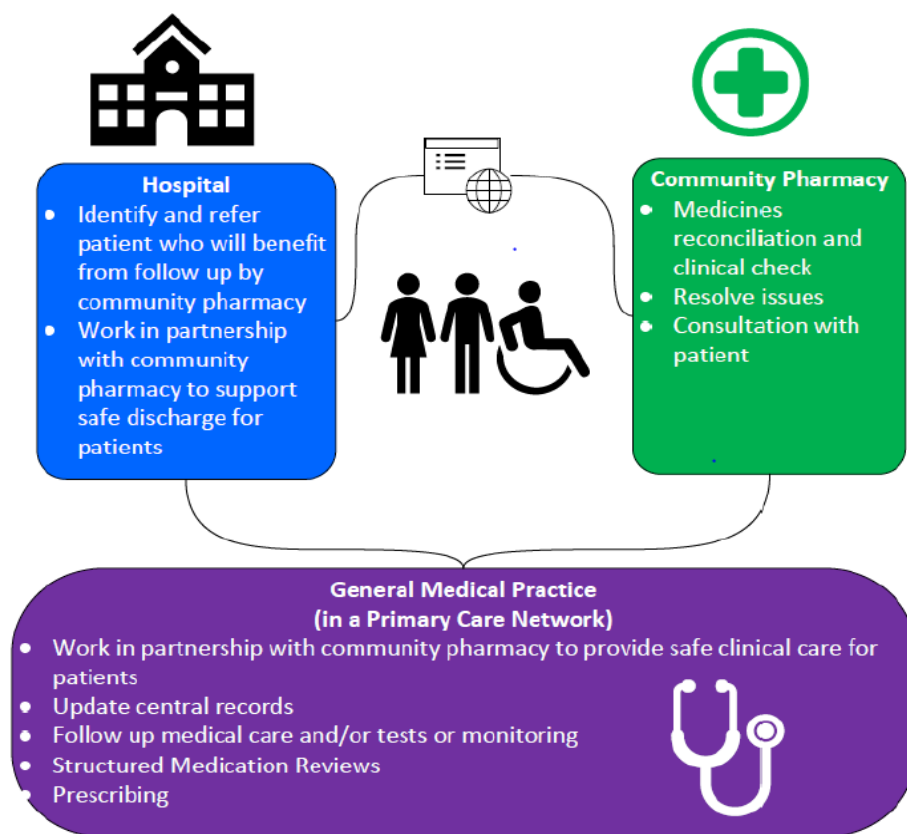 Hospital
• Identify and refer
patient who will benefit
from follow up by
community pharmacy
• Work in partnership
with community
pharmacy to support
safe discharge for
patients
Community Pharmacy
• Medicines
reconciliation and
clinical check
• Resolve issues
• Consultation with
patient
General Medical Practice
(in a Primary Care Network)
• Work in partnership with community pharmacy to provide safe clinical care for
patients
• Update central records
• Follow up medical care and/or tests or monitoring
• Structured Medication Reviews
• Prescribing